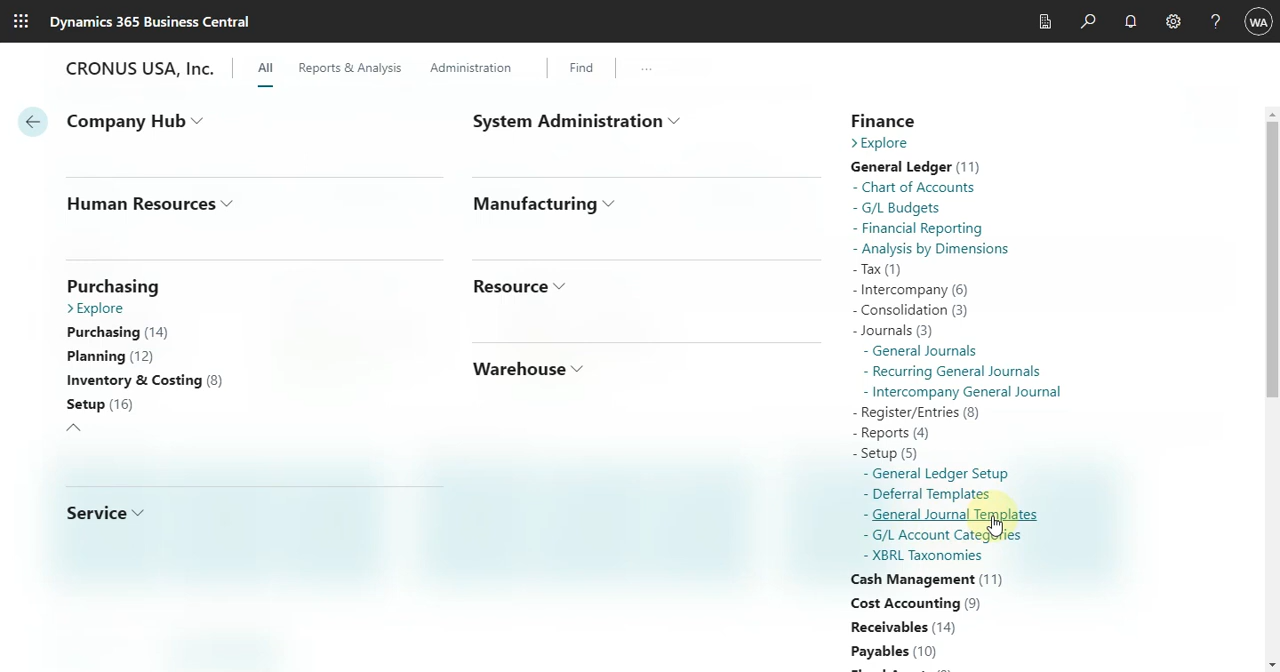 Dynamics 365 Business Central
WA
CRONUS USA, Inc.
All
Reports & Analysis
Administration
Find
...
Company Hub
Human Resources
Purchasing
> Explore
Purchasing (14)
Planning (12)
Inventory & Costing (8)
Setup (16)
Service
System Administration
Manufacturing
Resource
Warehouse
Finance
> Explore
General Ledger (11)
- Chart of Accounts
- G/L Budgets
- Financial Reporting
- Analysis by Dimensions
- Tax (1)
- Intercompany (6)
- Consolidation (3)
- Journals (3)
- General Journals
- Recurring General Journals
- Intercompany General Journal
- Register/Entries (8)
- Reports (4)
- Setup (5)
- General Ledger Setup
- Deferral Templates
- General Journal Templates
- G/L Account Categories
- XBRL Taxonomies
Cash Management (11)
Cost Accounting (9)
Receivables (14)
Payables (10)